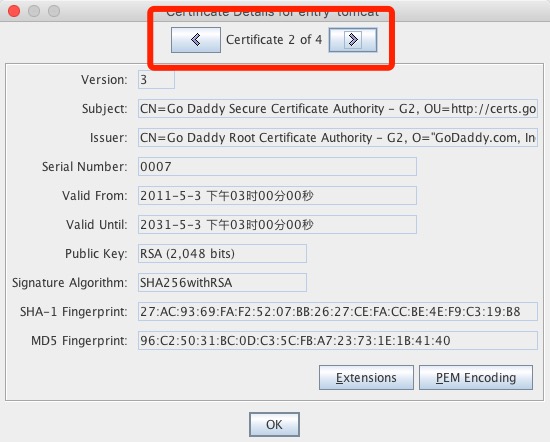 Certificate Details for entry 'tomcat'
Certificate 2 of 4
Version: 3
Subject: CN=Go Daddy Secure Certificate Authority - G2, OU=http://certs.go
Issuer: CN=Go Daddy Root Certificate Authority - G2, O="GoDaddy.com, In
Serial Number: 0007
Valid From: 2011-5-3 下午03时00分00秒
Valid Until: 2031-5-3 下午03时00分00秒
Public Key: RSA (2,048 bits)
Signature Algorithm: SHA256withRSA
SHA-1 Fingerprint: 27:AC:93:69:FA:F2:52:07:BB:26:27:CE:FA:CC:BE:4E:F9:C3:19:B8
MD5 Fingerprint: 96:C2:50:31:BC:0D:C3:5C:FB:A7:23:73:1E:1B:41:40
Extensions PEM Encoding
OK